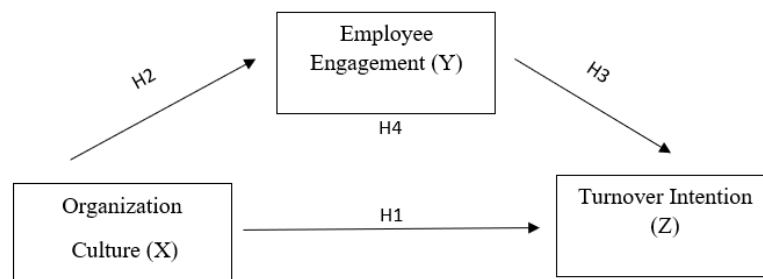 Employee
Engagement (Y)
H2
H3
H4
Organization
Culture (X)
H1
Turnover Intention
(Z)